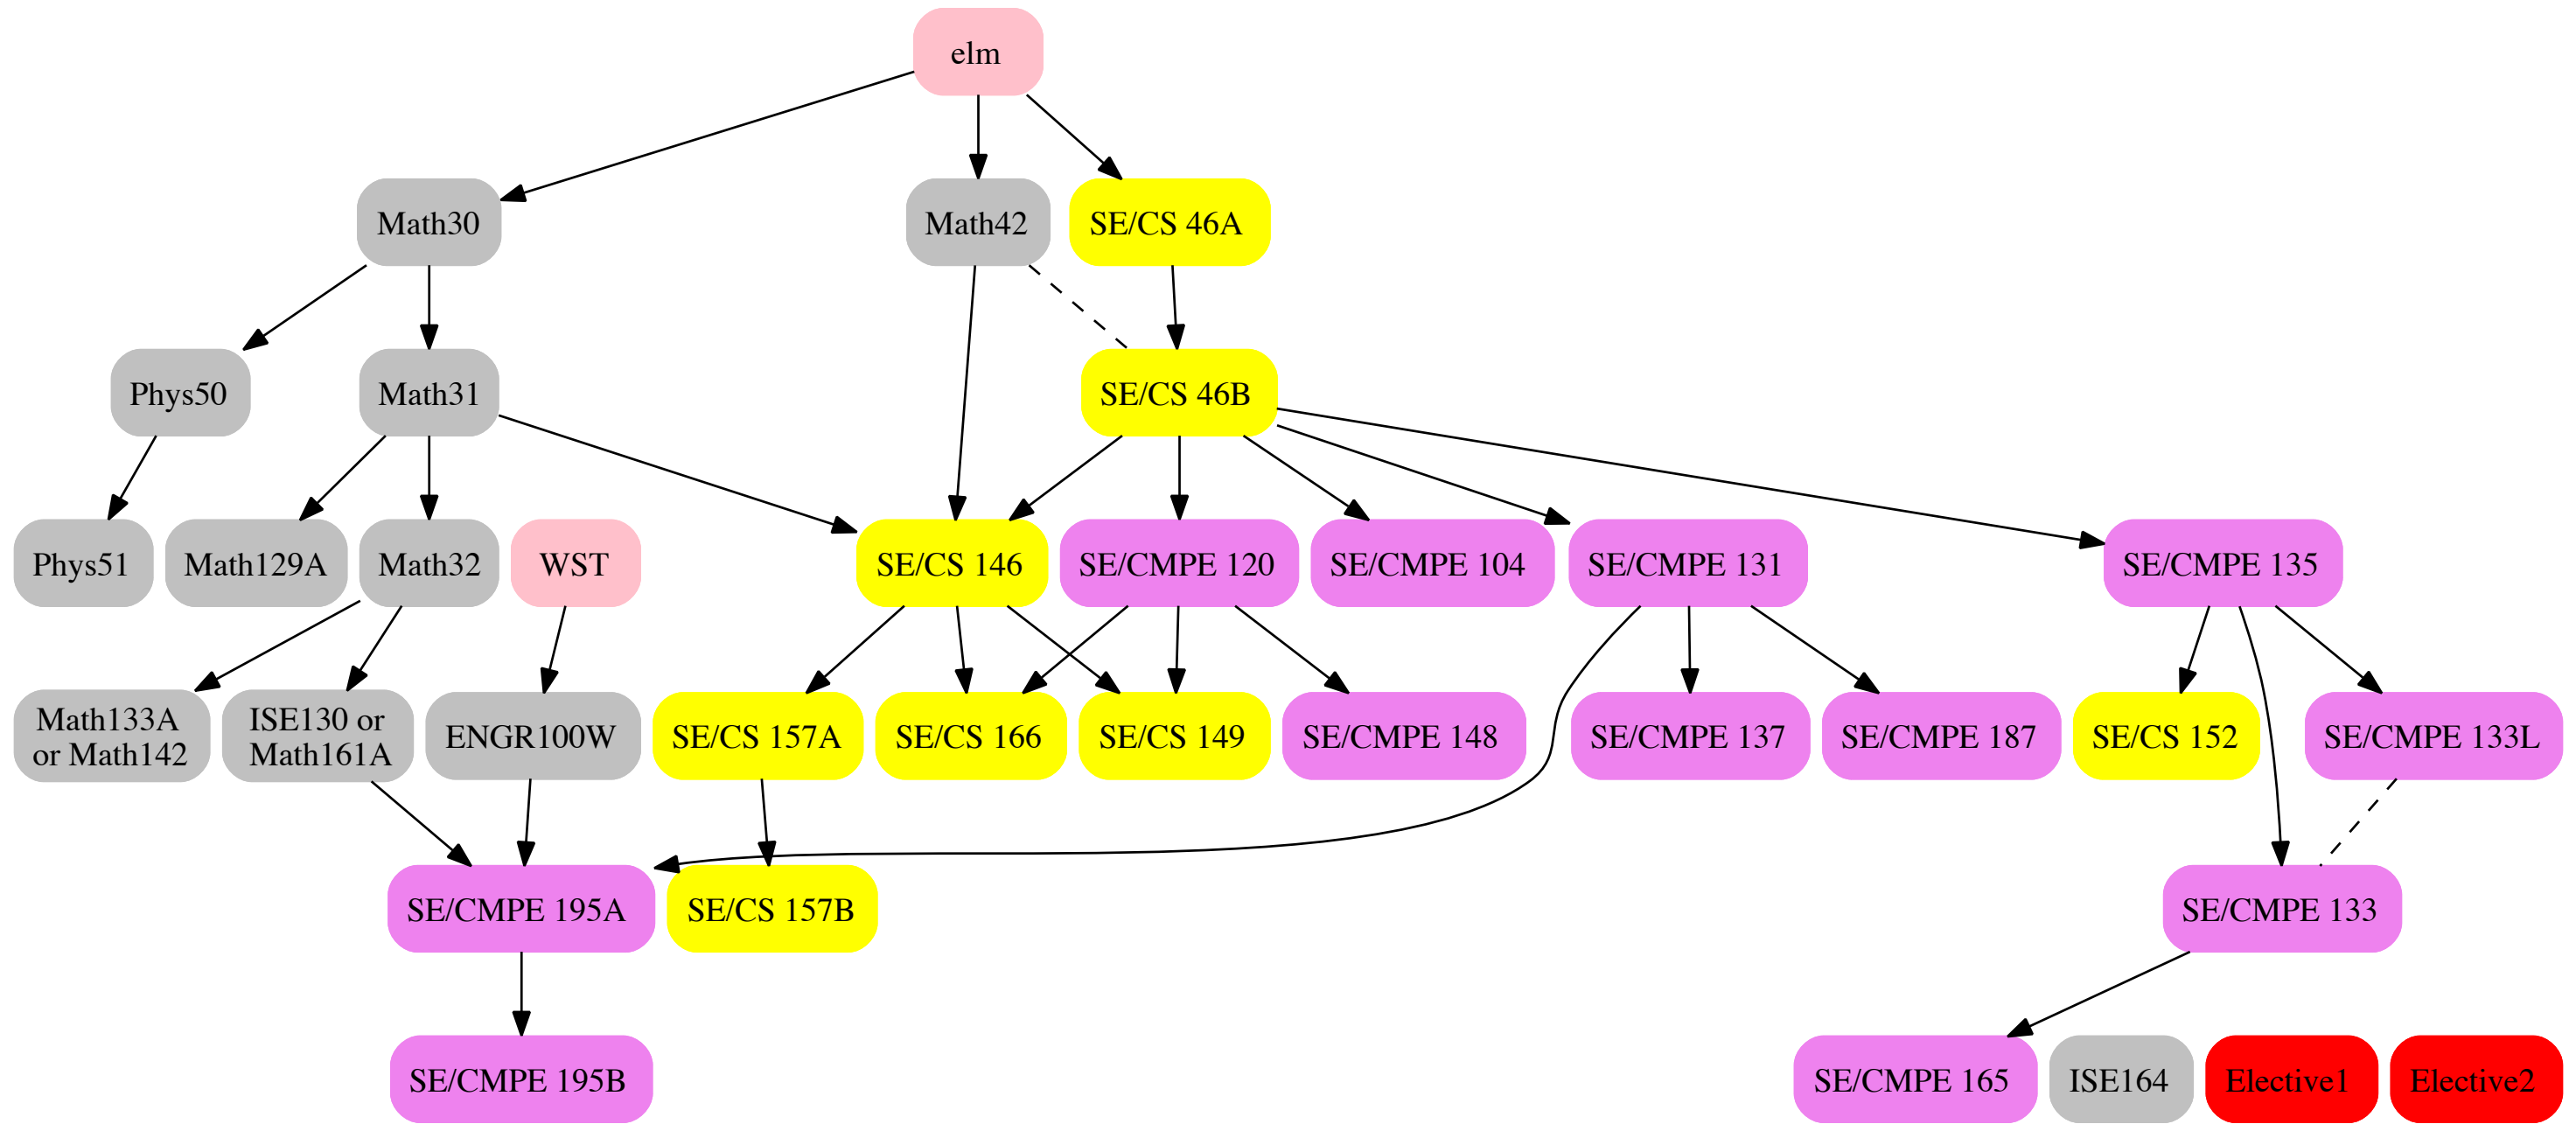 elm
Math30
Math42
SE/CS 46A
Phys50
Math31
SE/CS 46B
Phys51
Math129A
Math32
WST
SE/CS 146
SE/CMPE 120
SE/CMPE 104
SE/CMPE 131
SE/CMPE 135
Math133A
or Math142
ISE130 or
Math161A
ENGR100W
SE/CS 157A
SE/CS 166
SE/CS 149
SE/CMPE 148
SE/CMPE 137
SE/CMPE 187
SE/CS 152
SE/CMPE 133L
SE/CMPE 195A
SE/CS 157B
SE/CMPE 133
SE/CMPE 195B
SE/CMPE 165
ISE164
Elective1
Elective2